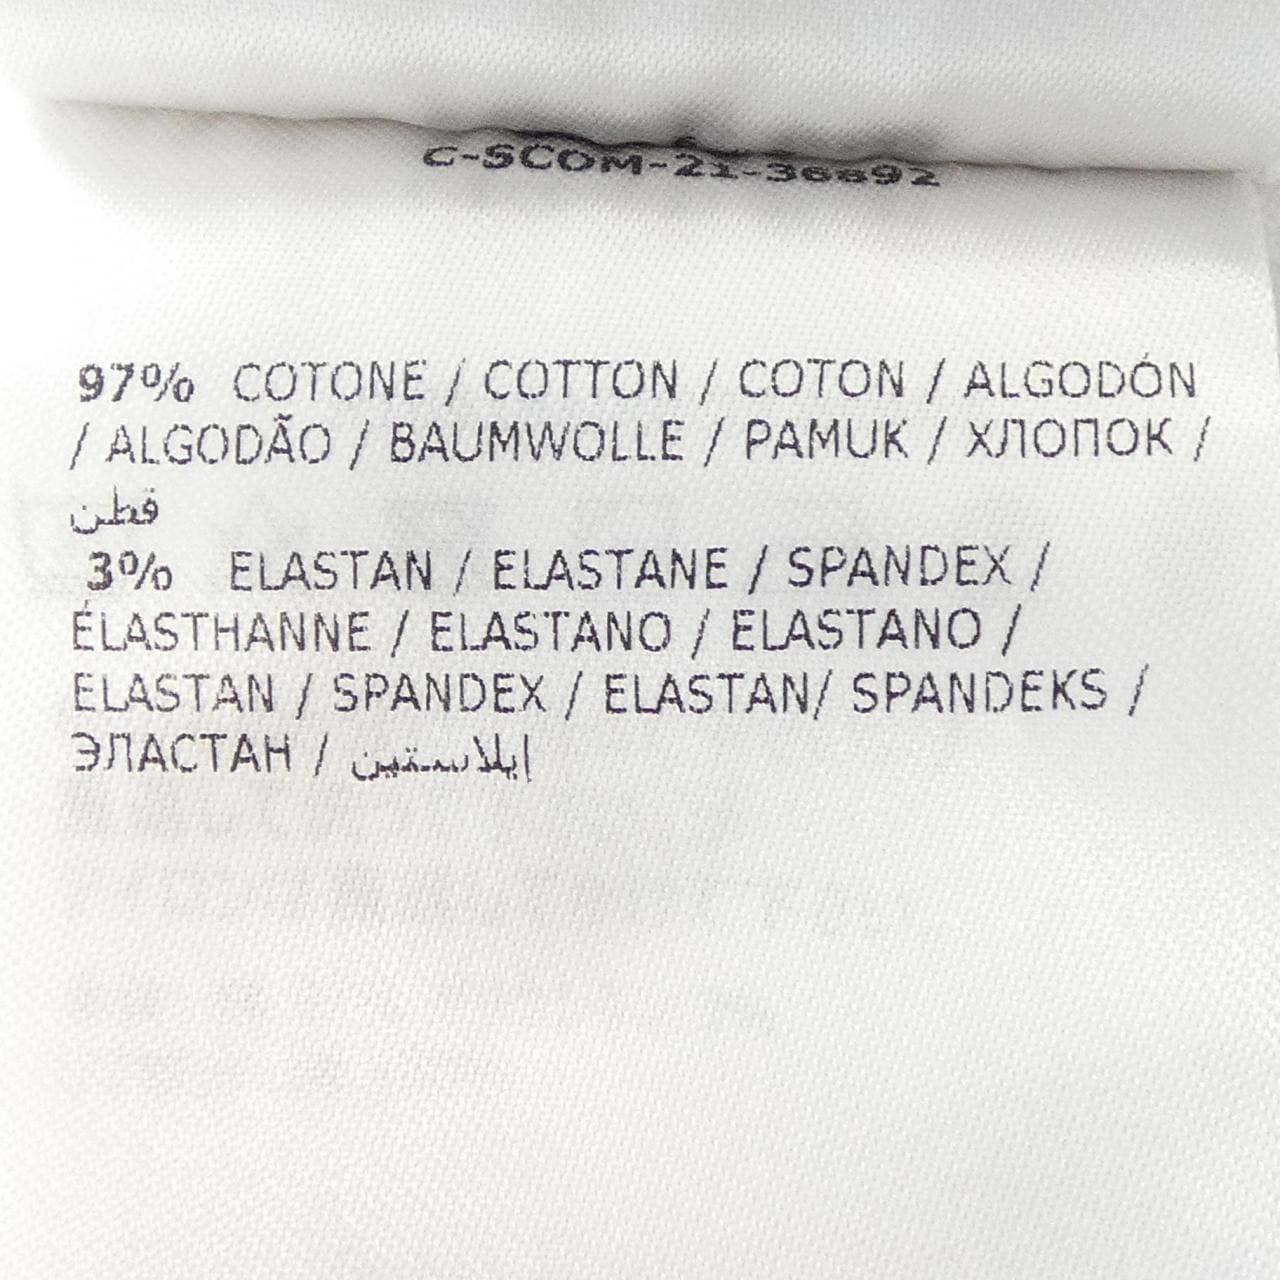 C-SCOM-21-36892
97% COTONE / COTTON / COTON / ALGODÓN
/ ALGODÃO / BAUMWOLLE / PAMUK / ХЛОПОК /
قطن
3% ELASTAN / ELASTANE / SPANDEX /
ÉLASTHANNE / ELASTANO / ELASTANO /
ELASTAN / SPANDEX / ELASTAN/ SPANDEKS /
ЭЛАСТАН / ايلاستين